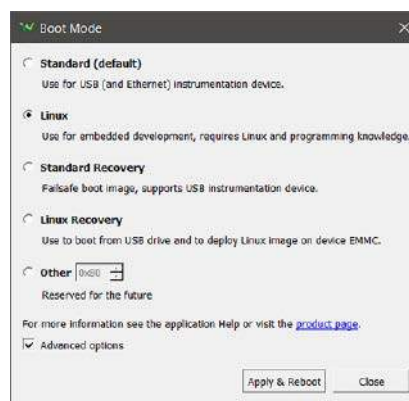 Boot Mode
Standard (default)
Use for USB (and Ethernet) instrumentation device.
Linux
Use for embedded development, requires Linux and programming knowledge.
Standard Recovery
Failsafe boot image, supports USB instrumentation device.
Linux Recovery
Use to boot from USB drive and to deploy Linux image on device EMMC.
Other 0x80
Reserved for the future
For more information see the application Help or visit the product page.
Advanced options
Apply & Reboot Close